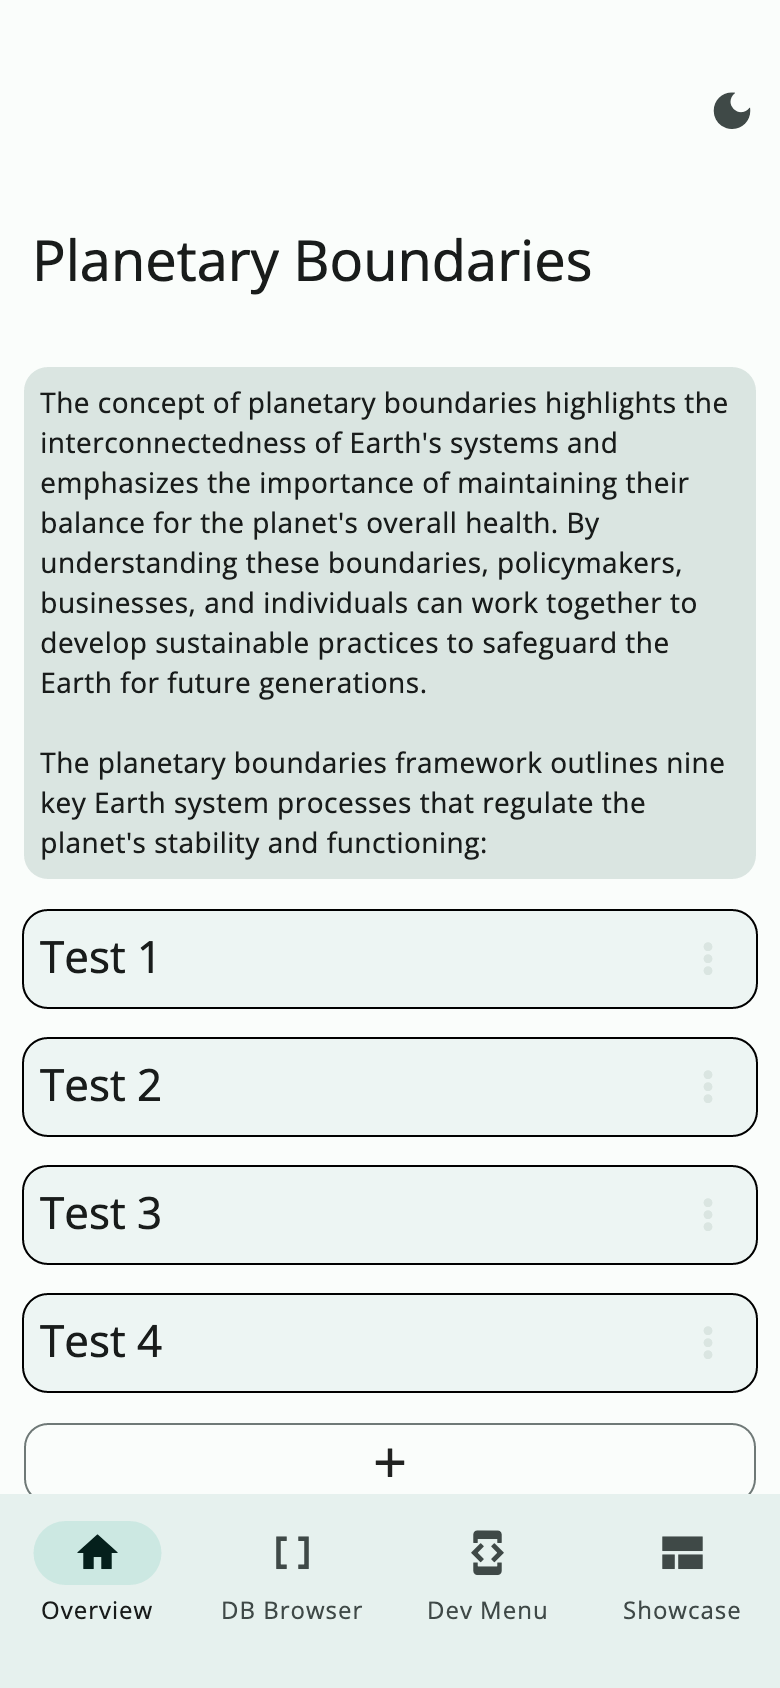 Planetary Boundaries
The concept of planetary boundaries highlights the
interconnectedness of Earth's systems and
emphasizes the importance of maintaining their
balance for the planet's overall health. By
understanding these boundaries, policymakers,
businesses, and individuals can work together to
develop sustainable practices to safeguard the
Earth for future generations.
The planetary boundaries framework outlines nine
key Earth system processes that regulate the
planet's stability and functioning:
Test 1
Test 2
Test 3
Test 4
+
Overview DB Browser Dev Menu Showcase